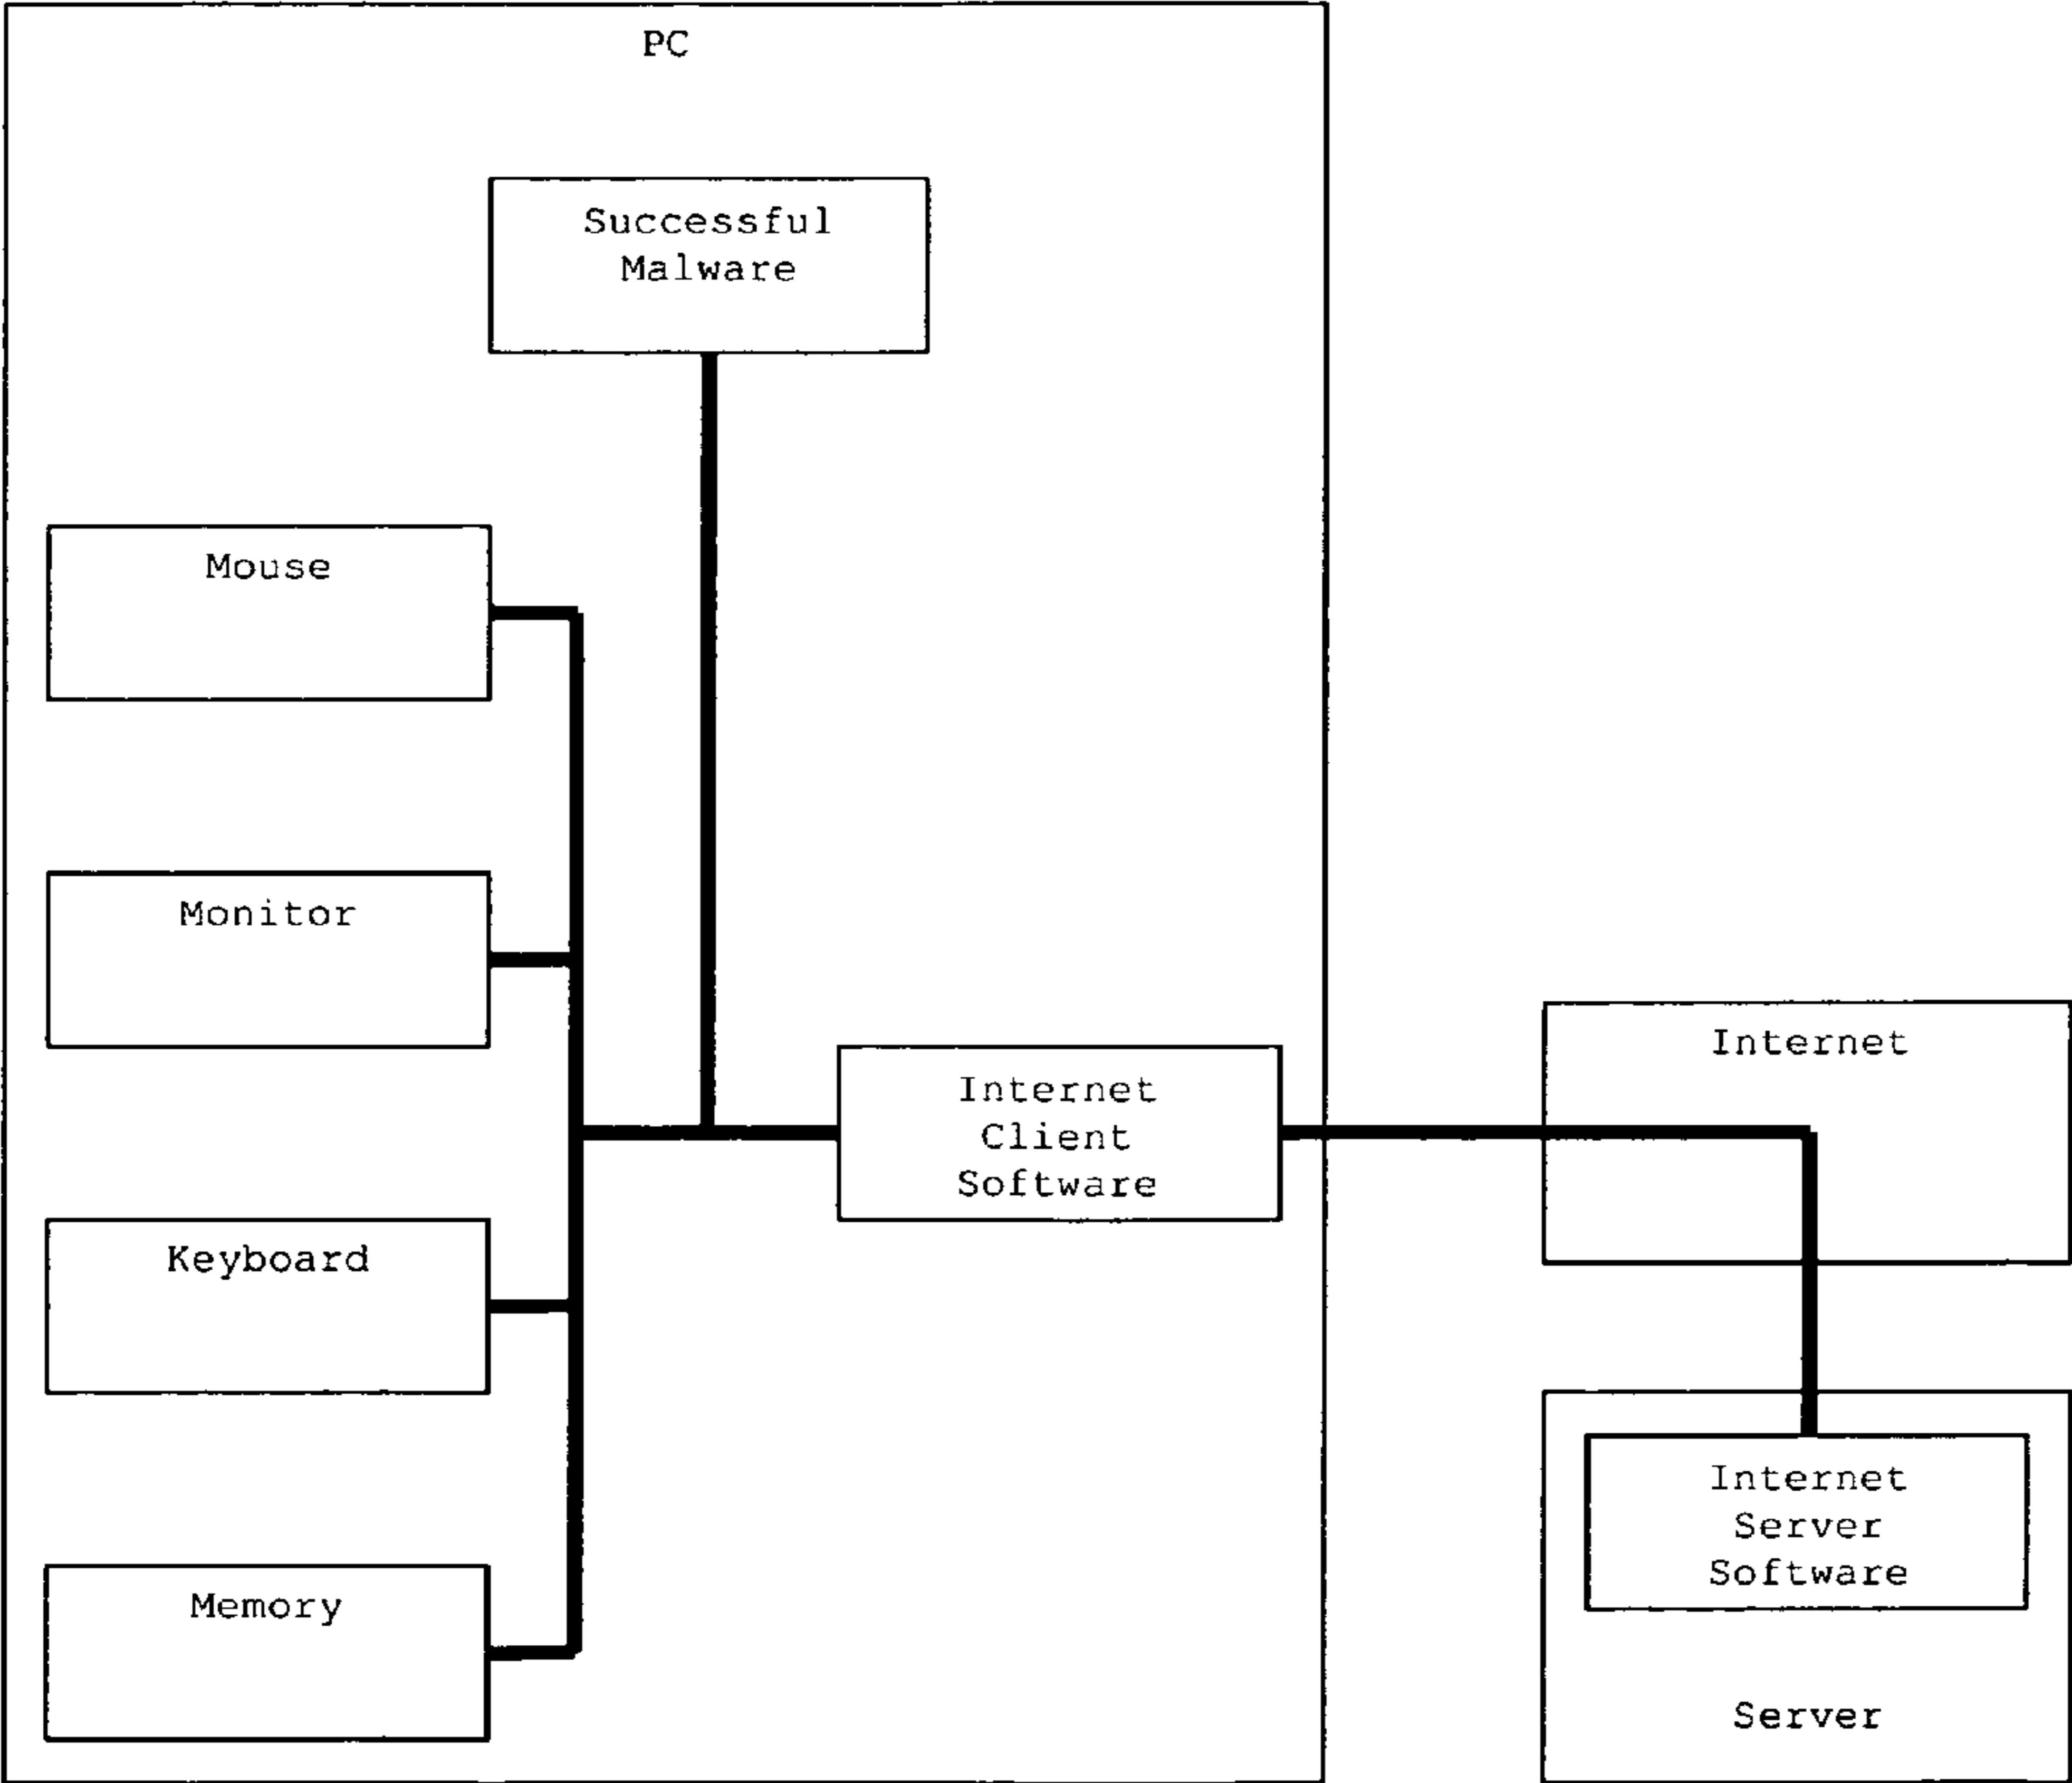 PC
Successful
Malware
Mouse
Monitor
Internet
Client
Software
Internet
Keyboard
Memory
Internet
Server
Software
Server